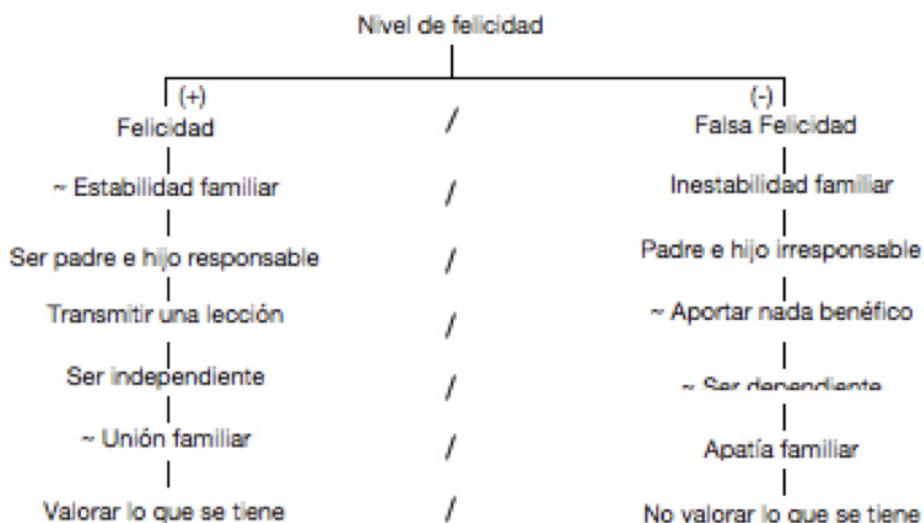 Nivel de felicidad
(+) (-)
Felicidad / Falsa Felicidad
~ Estabilidad familiar / Inestabilidad familiar
Ser padre e hijo responsable / Padre e hijo irresponsable
Transmitir una lección / ~ Aportar nada benéfico
Ser independiente / ~ Ser dependiente
~ Unión familiar / Apatía familiar
Valorar lo que se tiene / No valorar lo que se tiene